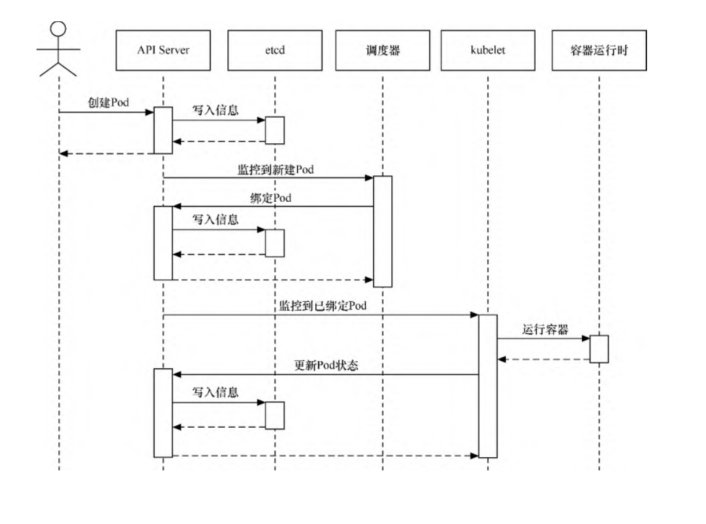 API Server
etcd
调度器
kubelet
容器运行时
创建Pod
写入信息
监控到新建Pod
绑定Pod
写入信息
监控到已绑定Pod
运行容器
更新Pod状态
写入信息